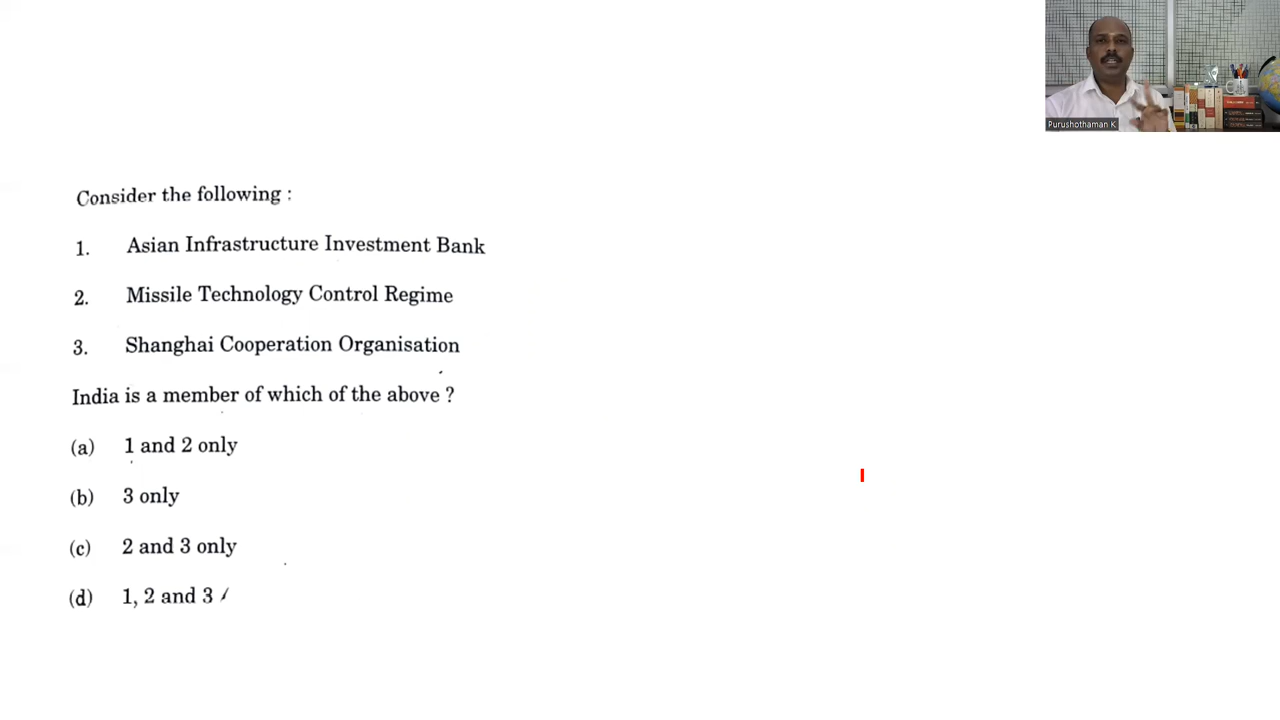 Purushothaman K
Consider the following :
1. Asian Infrastructure Investment Bank
2. Missile Technology Control Regime
3. Shanghai Cooperation Organisation
India is a member of which of the above ?
(a) 1 and 2 only
(b) 3 only
(c) 2 and 3 only
(d) 1, 2 and 3